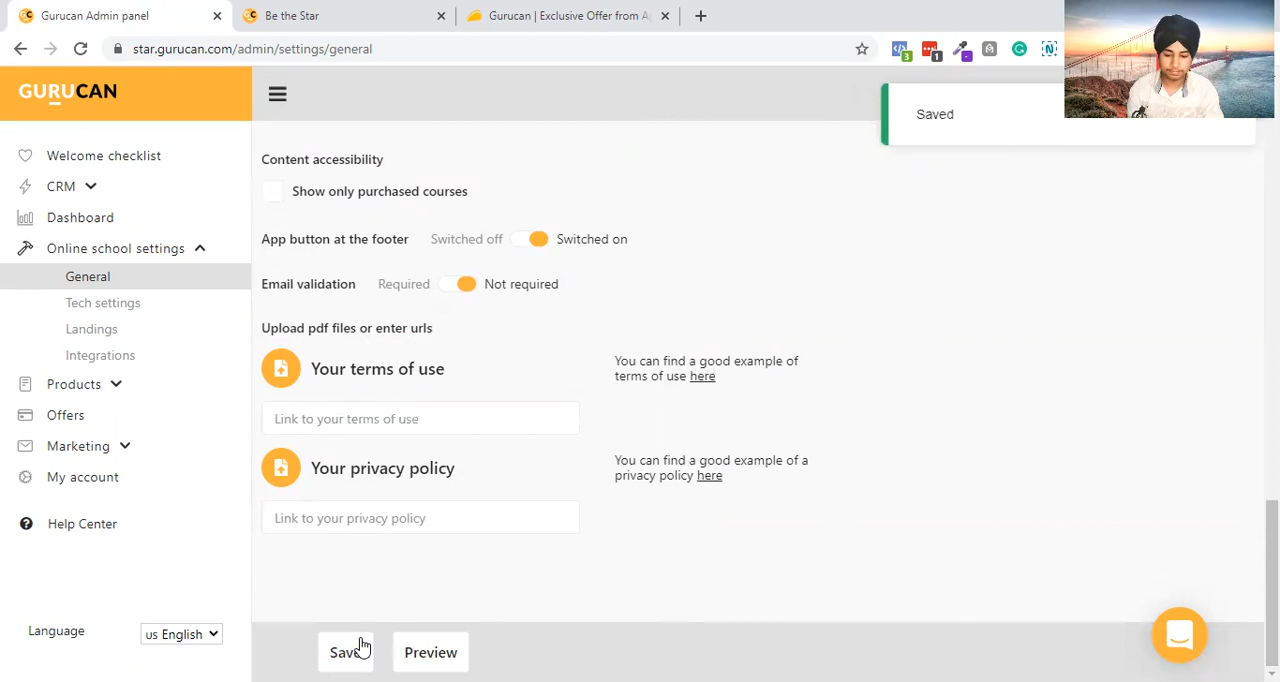 Gurucan Admin panel
Be the Star
Gurucan | Exclusive Offer from Ap
star.gurucan.com/admin/settings/general
3
1
GURUCAN
Saved
Welcome checklist
CRM
Dashboard
Online school settings
General
Tech settings
Landings
Integrations
Products
Offers
Marketing
My account
Help Center
Language
us English
Content accessibility
Show only purchased courses
App button at the footer
Switched off
Switched on
Email validation
Required
Not required
Upload pdf files or enter urls
Your terms of use
You can find a good example of
terms of use here
Link to your terms of use
Your privacy policy
You can find a good example of a
privacy policy here
Link to your privacy policy
Save
Preview